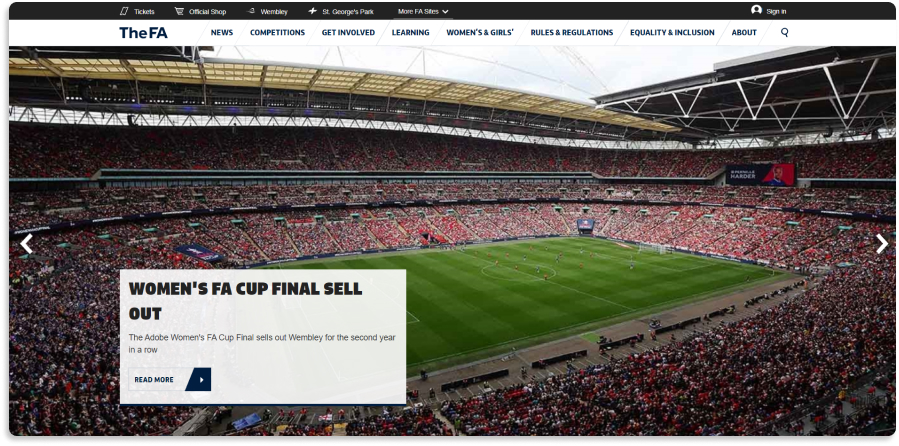 Tickets Official Shop Wembley St. George's Park More FA Sites Sign in
TheFA NEWS COMPETITIONS GET INVOLVED LEARNING WOMEN'S & GIRLS' RULES & REGULATIONS EQUALITY & INCLUSION ABOUT
HARDER
WOMEN'S FA CUP FINAL SELL
OUT
The Adobe Women's FA Cup Final sells out Wembley for the second year
in a row
READ MORE